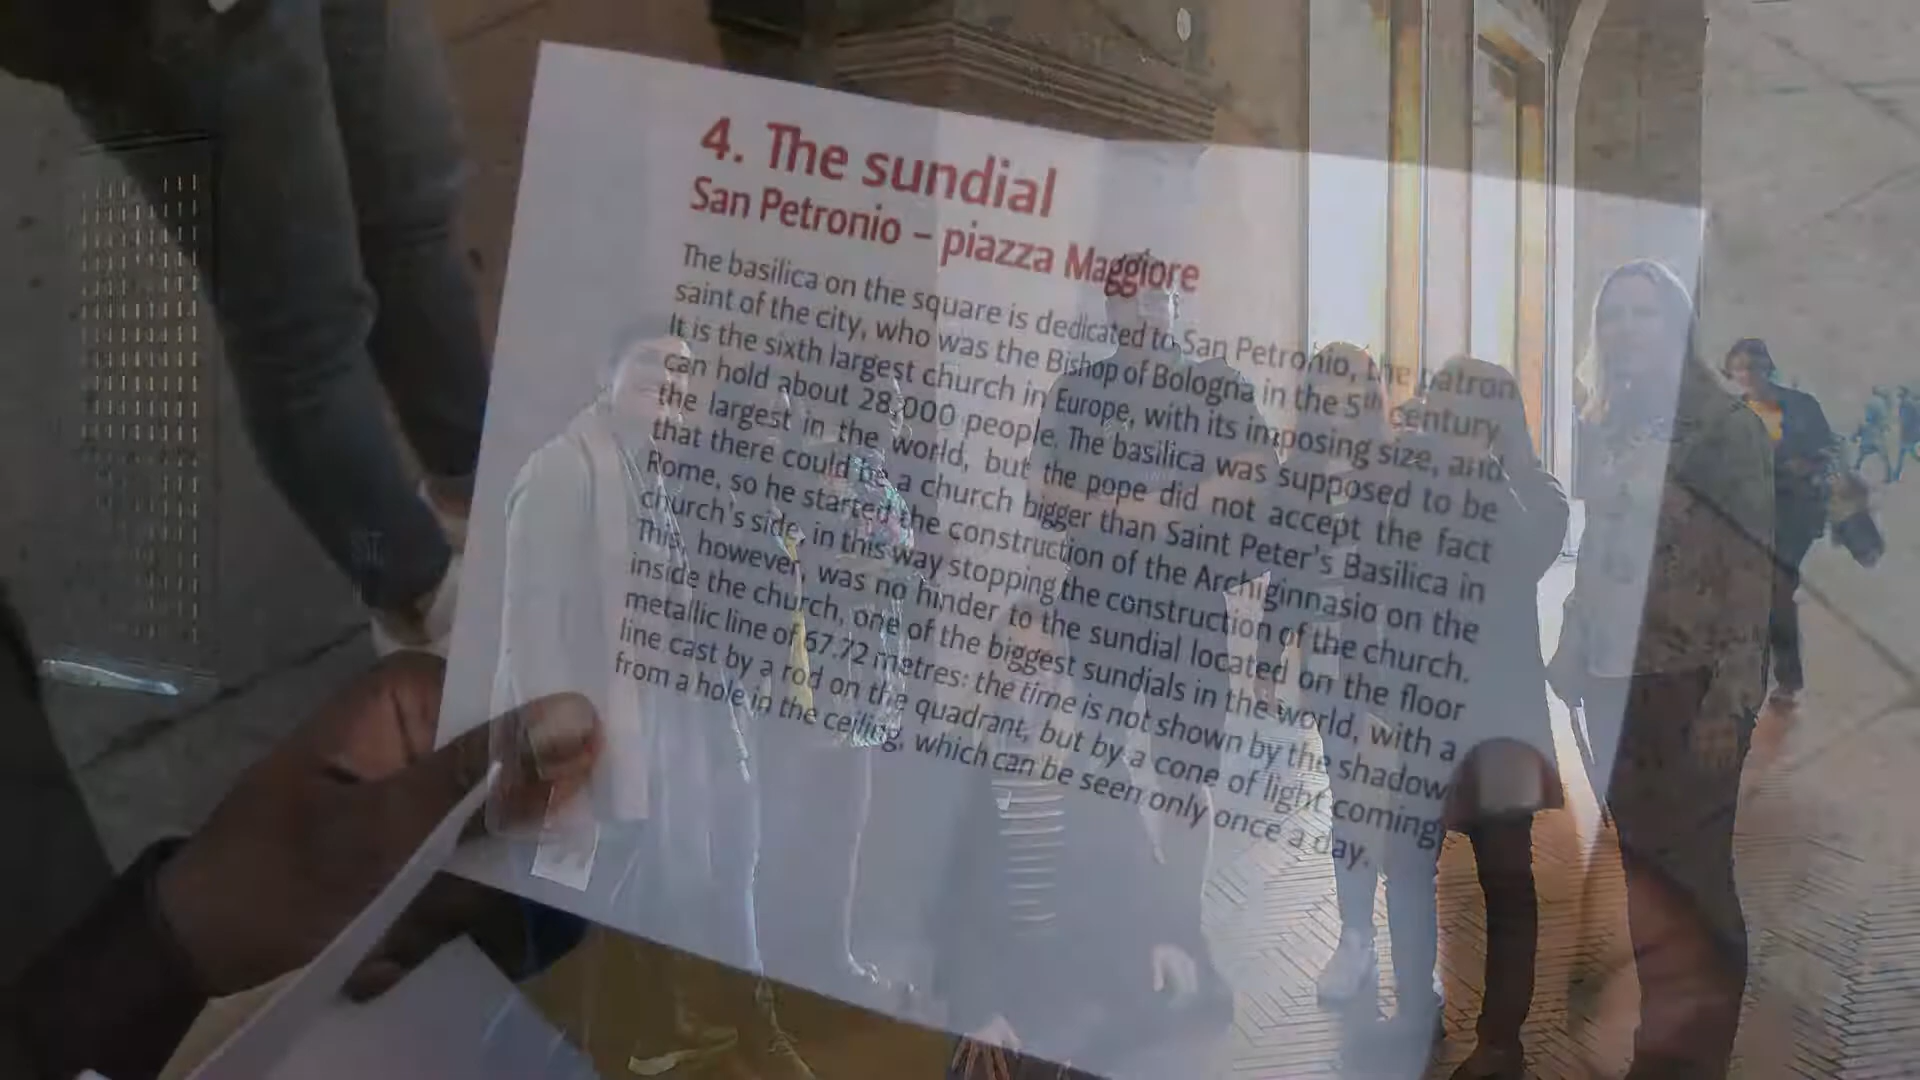 4. The sundial
San Petronio – piazza Maggiore
The basilica on the square is dedicated to San Petronio, the patron
saint of the city, who was the Bishop of Bologna in the 5th century.
It is the sixth largest church in Europe, with its imposing size, and
can hold about 28,000 people. The basilica was supposed to be
the largest in the world, but the pope did not accept the fact
that there could be a church bigger than Saint Peter's Basilica in
Rome, so he started the construction of the Archiginnasio on the
church's side, in this way stopping the construction of the church.
This, however, was no hinder to the sundial located on the floor
inside the church, one of the biggest sundials in the world, with a
metallic line of 67.72 metres: the time is not shown by the shadow
line cast by a rod on the quadrant, but by a cone of light coming
from a hole in the ceiling, which can be seen only once a day.